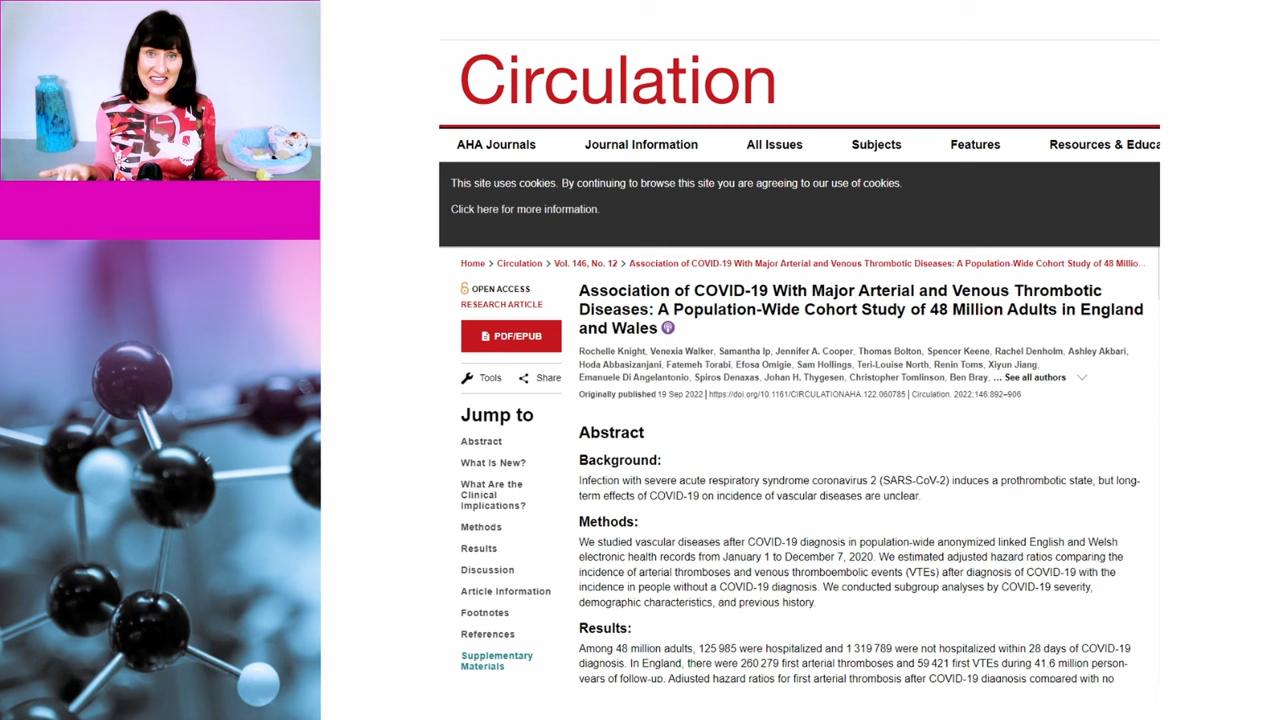 Circulation
AHA Journals Journal Information All Issues Subjects Features Resources & Educa
This site uses cookies. By continuing to browse this site you are agreeing to our use of cookies.
Click here for more information.
Home > Circulation > Vol. 146, No. 12 > Association of COVID-19 With Major Arterial and Venous Thrombotic Diseases: A Population-Wide Cohort Study of 48 Millio...
OPEN ACCESS
RESEARCH ARTICLE
PDF/EPUB
Tools Share
Jump to
Abstract
What Is New?
What Are the
Clinical
Implications?
Methods
Results
Discussion
Article Information
Footnotes
References
Supplementary
Materials
Association of COVID-19 With Major Arterial and Venous Thrombotic
Diseases: A Population-Wide Cohort Study of 48 Million Adults in England
and Wales
Rochelle Knight, Venexia Walker, Samantha Ip, Jennifer A. Cooper, Thomas Bolton, Spencer Keene, Rachel Denholm, Ashley Akbari,
Hoda Abbasizanjani, Fatemeh Torabi, Efosa Omigie, Sam Hollings, Teri-Louise North, Renin Toms, Xiyun Jiang,
Emanuele Di Angelantonio, Spiros Denaxas, Johan H. Thygesen, Christopher Tomlinson, Ben Bray, ... See all authors
Originally published 19 Sep 2022 | https://doi.org/10.1161/CIRCULATIONAHA.122.060785 | Circulation. 2022;146:892–906
Abstract
Background:
Infection with severe acute respiratory syndrome coronavirus 2 (SARS-CoV-2) induces a prothrombotic state, but long-
term effects of COVID-19 on incidence of vascular diseases are unclear.
Methods:
We studied vascular diseases after COVID-19 diagnosis in population-wide anonymized linked English and Welsh
electronic health records from January 1 to December 7, 2020. We estimated adjusted hazard ratios comparing the
incidence of arterial thromboses and venous thromboembolic events (VTEs) after diagnosis of COVID-19 with the
incidence in people without a COVID-19 diagnosis. We conducted subgroup analyses by COVID-19 severity,
demographic characteristics, and previous history.
Results:
Among 48 million adults, 125 985 were hospitalized and 1 319 789 were not hospitalized within 28 days of COVID-19
diagnosis. In England, there were 260 279 first arterial thromboses and 59 421 first VTEs during 41.6 million person-
years of follow-up. Adjusted hazard ratios for first arterial thrombosis after COVID-19 diagnosis compared with no